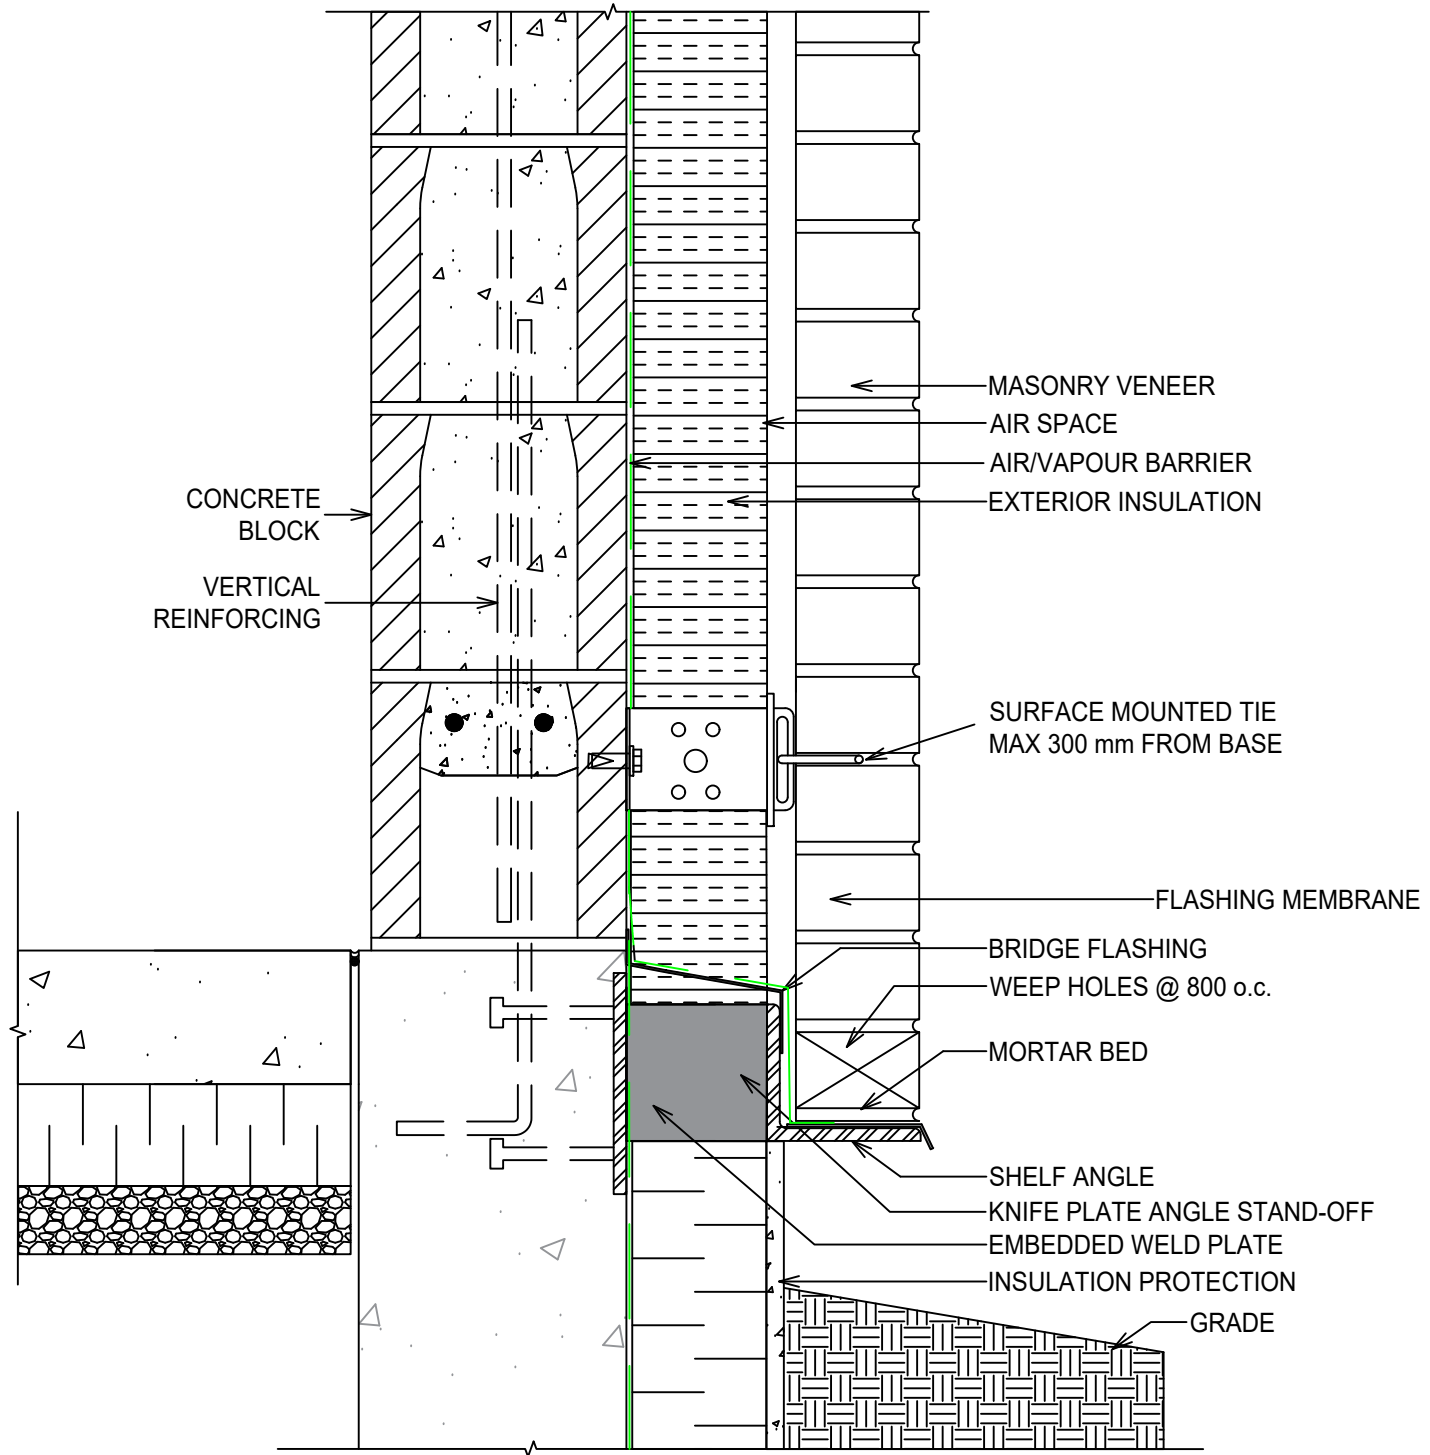 CONCRETE
BLOCK
VERTICAL
REINFORCING
MASONRY VENEER
AIR SPACE
AIR/VAPOUR BARRIER
EXTERIOR INSULATION
SURFACE MOUNTED TIE
MAX 300 mm FROM BASE
FLASHING MEMBRANE
BRIDGE FLASHING
WEEP HOLES @ 800 o.c.
MORTAR BED
SHELF ANGLE
KNIFE PLATE ANGLE STAND-OFF
EMBEDDED WELD PLATE
INSULATION PROTECTION
GRADE